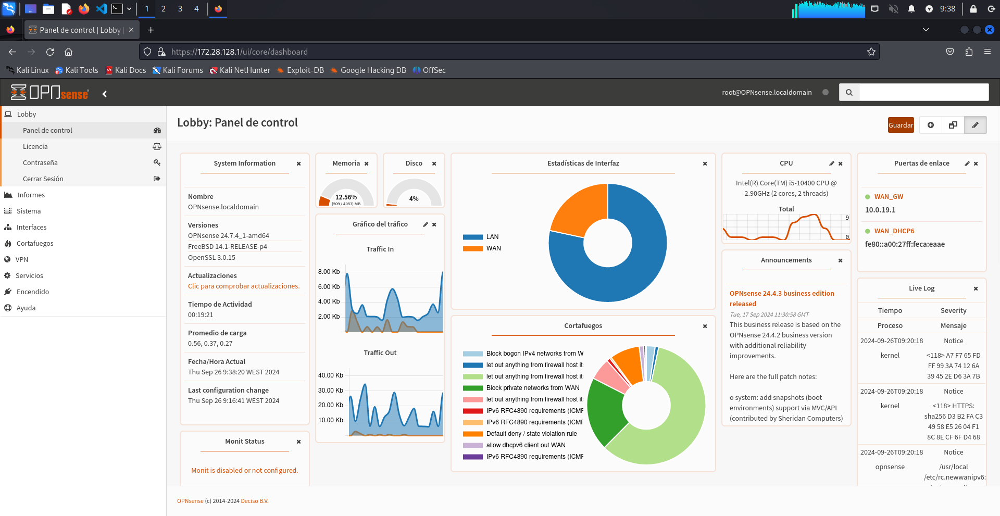 1 2 3 4
9:38
Panel de control | Lobby |
https://172.28.128.1/ui/core/dashboard
Kali Linux Kali Tools Kali Docs Kali Forums Kali NetHunter Exploit-DB Google Hacking DB OffSec
OPNsense
root@OPNsense.localdomain
Lobby
Panel de control
Licencia
Contraseña
Cerrar Sesión
Informes
Sistema
Interfaces
Cortafuegos
VPN
Servicios
Encendido
Ayuda
Lobby: Panel de control
Guardar
System Information
Nombre
OPNsense.localdomain
Versiones
OPNsense 24.7.4_1-amd64
FreeBSD 14.1-RELEASE-p4
OpenSSL 3.0.15
Actualizaciones
Clic para comprobar actualizaciones.
Tiempo de Actividad
00:19:21
Promedio de carga
0.56, 0.37, 0.27
Fecha/Hora Actual
Thu Sep 26 9:38:20 WEST 2024
Last configuration change
Thu Sep 26 9:16:41 WEST 2024
Monit Status
Monit is disabled or not configured.
Memoria
12.56%
(509 / 4053) MB
Disco
4%
Gráfico del tráfico
Traffic In
8.00 Kb
6.00 Kb
4.00 Kb
2.00 Kb
Traffic Out
40.00 Kb
30.00 Kb
20.00 Kb
10.00 Kb
Estadísticas de Interfaz
LAN
WAN
Cortafuegos
Block bogon IPv4 networks from W
let out anything from firewall host it
let out anything from firewall host it
Block private networks from WAN
let out anything from firewall host it
IPv6 RFC4890 requirements (ICMF
IPv6 RFC4890 requirements (ICMF
Default deny / state violation rule
allow dhcpv6 client out WAN
IPv6 RFC4890 requirements (ICMF
CPU
Intel(R) Core(TM) i5-10400 CPU @
2.90GHz (2 cores, 2 threads)
Total
9
0
Announcements
OPNsense 24.4.3 business edition
released
Tue, 17 Sep 2024 11:30:58 GMT
This business release is based on the
OPNsense 24.4.2 business version
with additional reliability
improvements.
Here are the full patch notes:
o system: add snapshots (boot
environments) support via MVC/API
(contributed by Sheridan Computers)
Puertas de enlace
WAN_GW
10.0.19.1
WAN_DHCP6
fe80::a00:27ff:feca:eaae
Live Log
Tiempo Severity
Proceso Mensaje
2024-09-26T09:20:18 Notice
kernel <118> A7 F7 65 FD
FF 99 3A 74 12 6A
39 45 2E D6 3A 7B
2024-09-26T09:20:18 Notice
kernel <118> HTTPS:
sha256 D3 B2 FA C3
49 58 E5 26 04 F1
8C 8E CF 6F D4 68
2024-09-26T09:20:18 Notice
opnsense /usr/local
/etc/rc.newwanipv6:
OPNsense (c) 2014-2024 Deciso B.V.